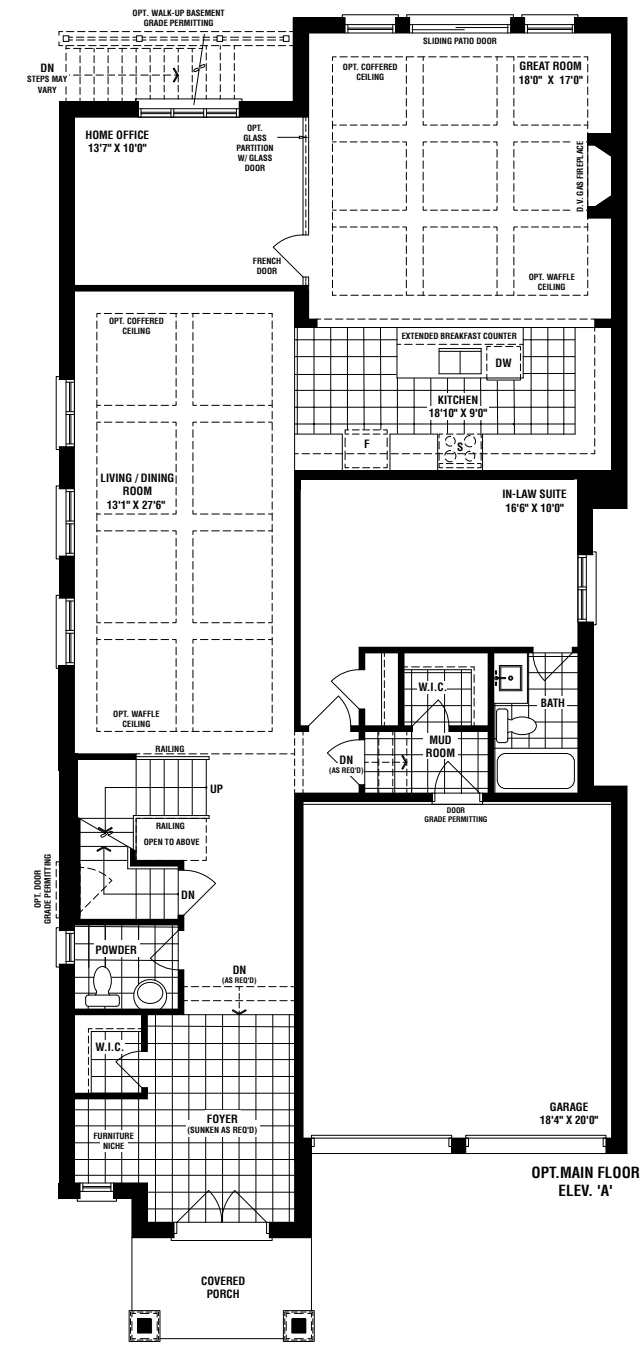 OPT. WALK-UP BASEMENT
GRADE PERMITTING
DN
STEPS MAY
VARY
SLIDING PATIO DOOR
OPT. COFFERED
CEILING
GREAT ROOM
18'0" X 17'0"
HOME OFFICE
13'7" X 10'0"
OPT.
GLASS
PARTITION
W/ GLASS
DOOR
D.V. GAS FIREPLACE
FRENCH
DOOR
OPT. WAFFLE
CEILING
OPT. COFFERED
CEILING
EXTENDED BREAKFAST COUNTER
DW
KITCHEN
18'10" X 9'0"
F
S
LIVING / DINING
ROOM
13'1" X 27'6"
IN-LAW SUITE
16'6" X 10'0"
W.I.C.
BATH
OPT. WAFFLE
CEILING
MUD
ROOM
RAILING
DN
(AS REQ'D)
UP
DOOR
GRADE PERMITTING
RAILING
OPEN TO ABOVE
OPT. DOOR
GRADE PERMITTING
DN
POWDER
DN
(AS REQ'D)
W.I.C.
FOYER
(SUNKEN AS REQ'D)
FURNITURE
NICHE
GARAGE
18'4" X 20'0"
OPT.MAIN FLOOR
ELEV. 'A'
COVERED
PORCH